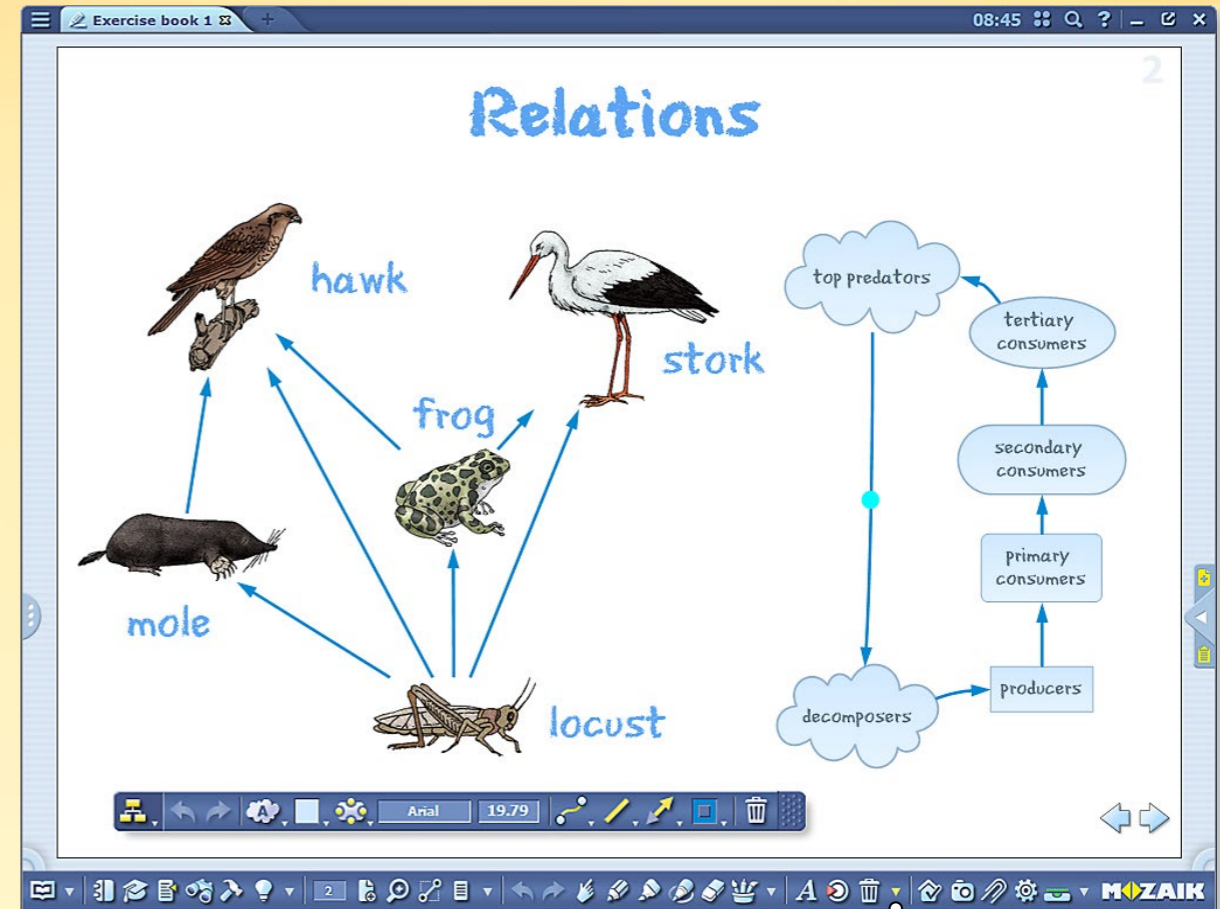 Exercise book 1
08:45
2
Relations
hawk
stork
frog
mole
locust
top predators
tertiary
consumers
secondary
consumers
primary
consumers
producers
decomposers
A
Arial
19.79
2
A
MOZAIK